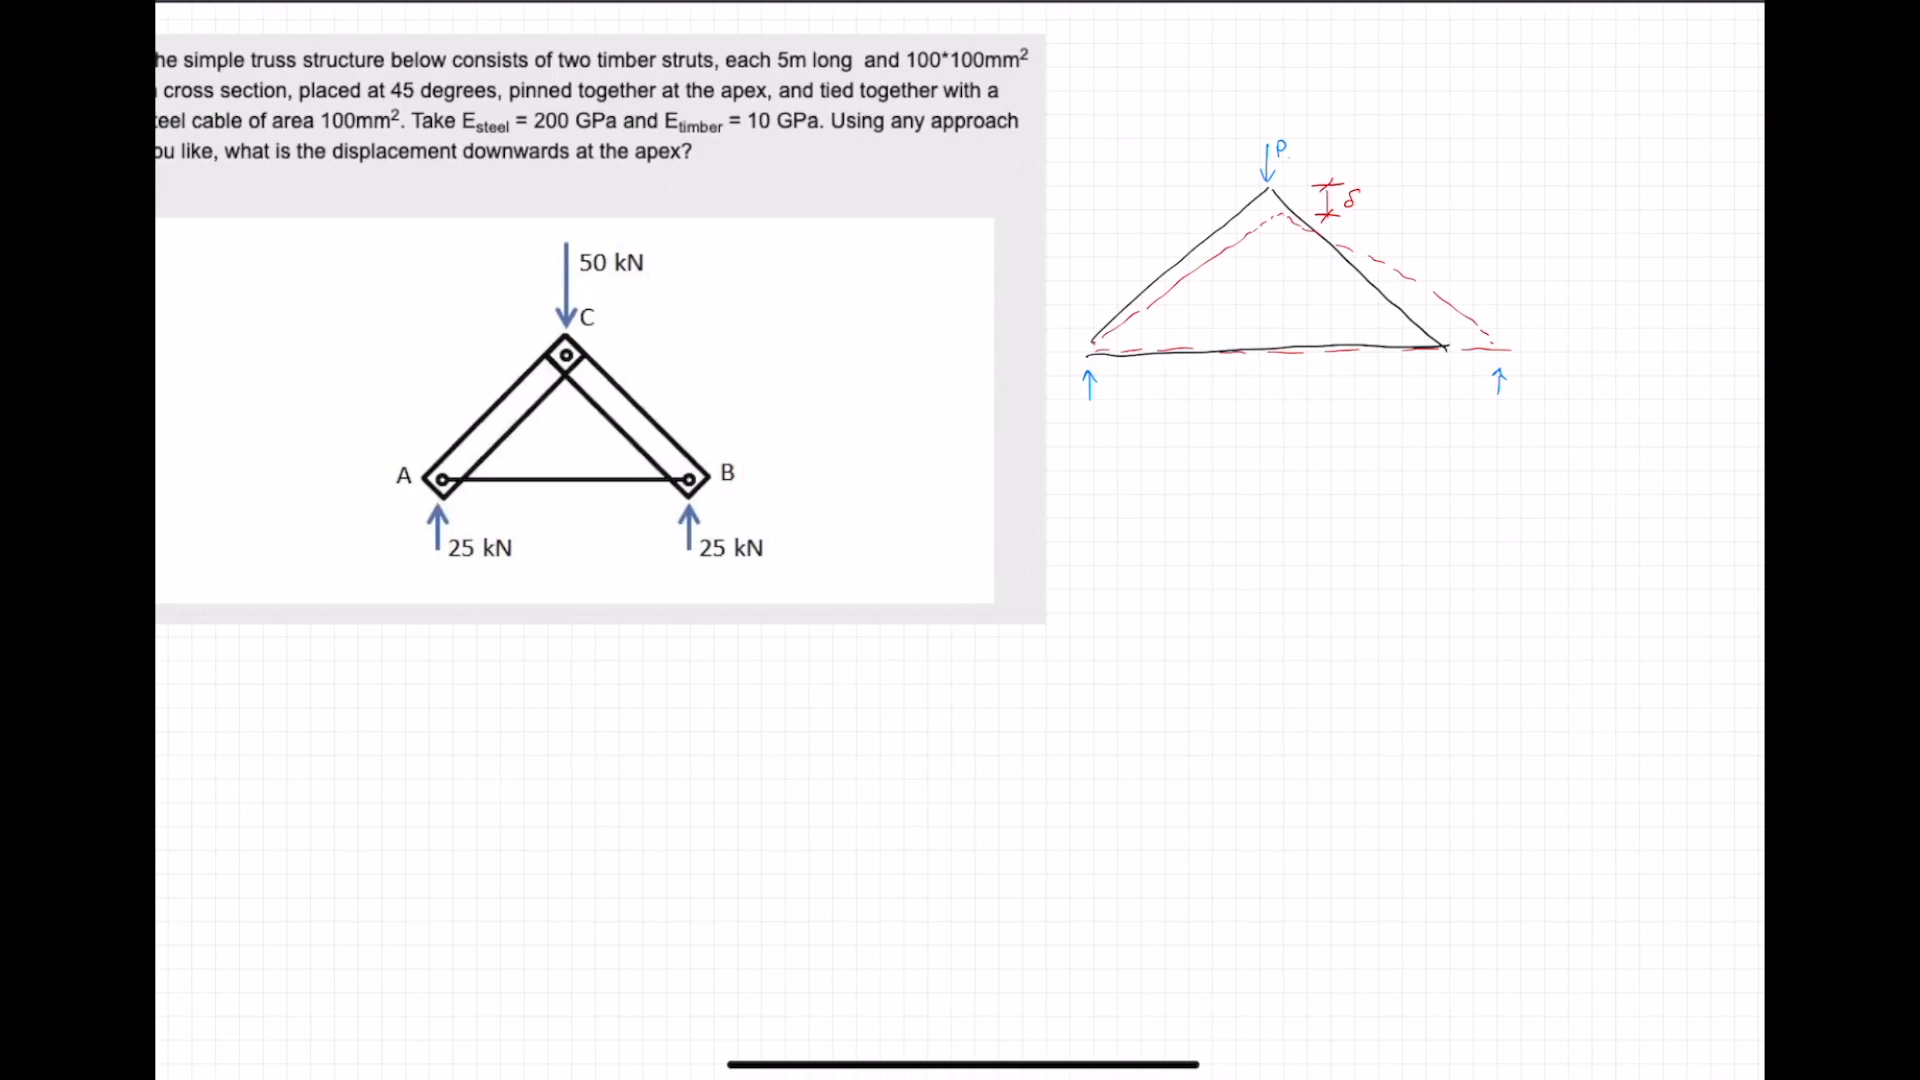 he simple truss structure below consists of two timber struts, each 5m long and 100*100mm²
cross section, placed at 45 degrees, pinned together at the apex, and tied together with a
eel cable of area 100mm². Take Esteel = 200 GPa and Etimber = 10 GPa. Using any approach
ou like, what is the displacement downwards at the apex?
50 kN
C
A
B
25 kN
25 kN
P.
δ